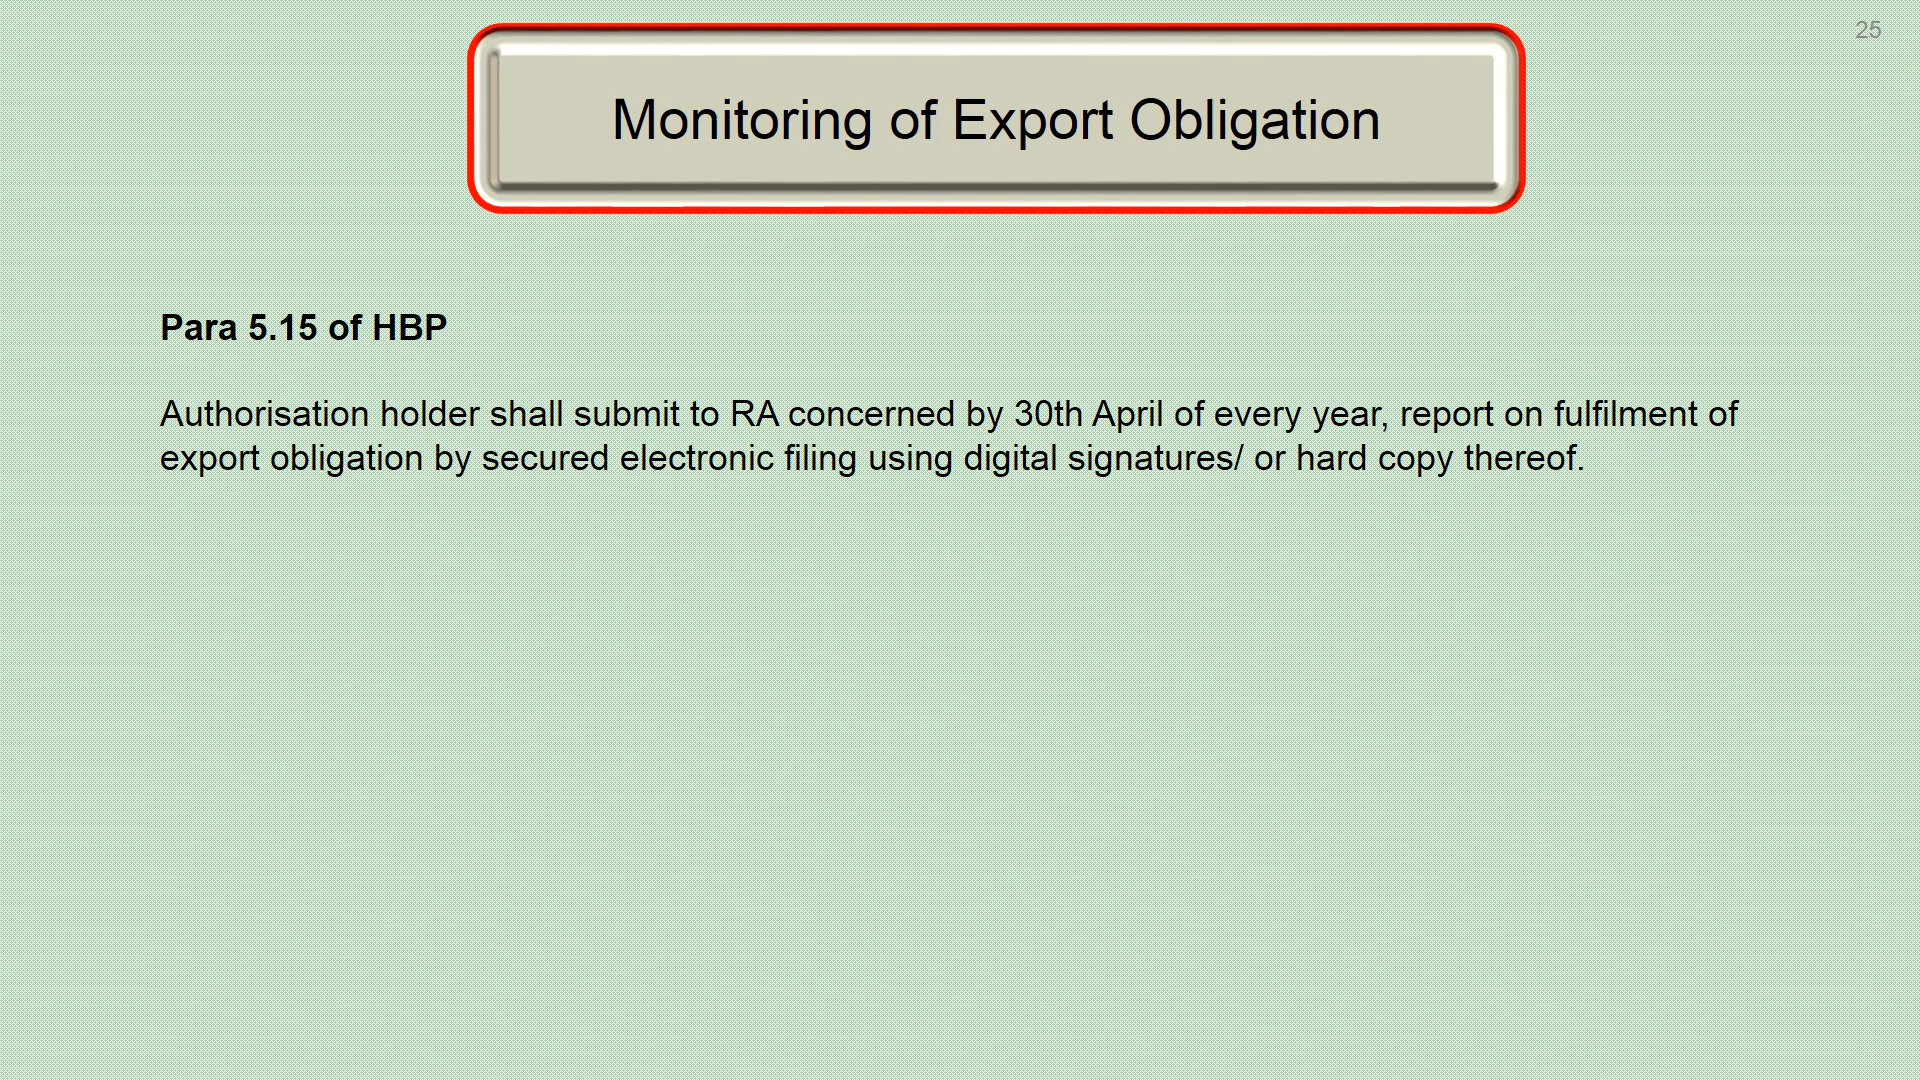 25
Monitoring of Export Obligation
Para 5.15 of HBP
Authorisation holder shall submit to RA concerned by 30th April of every year, report on fulfilment of
export obligation by secured electronic filing using digital signatures/ or hard copy thereof.